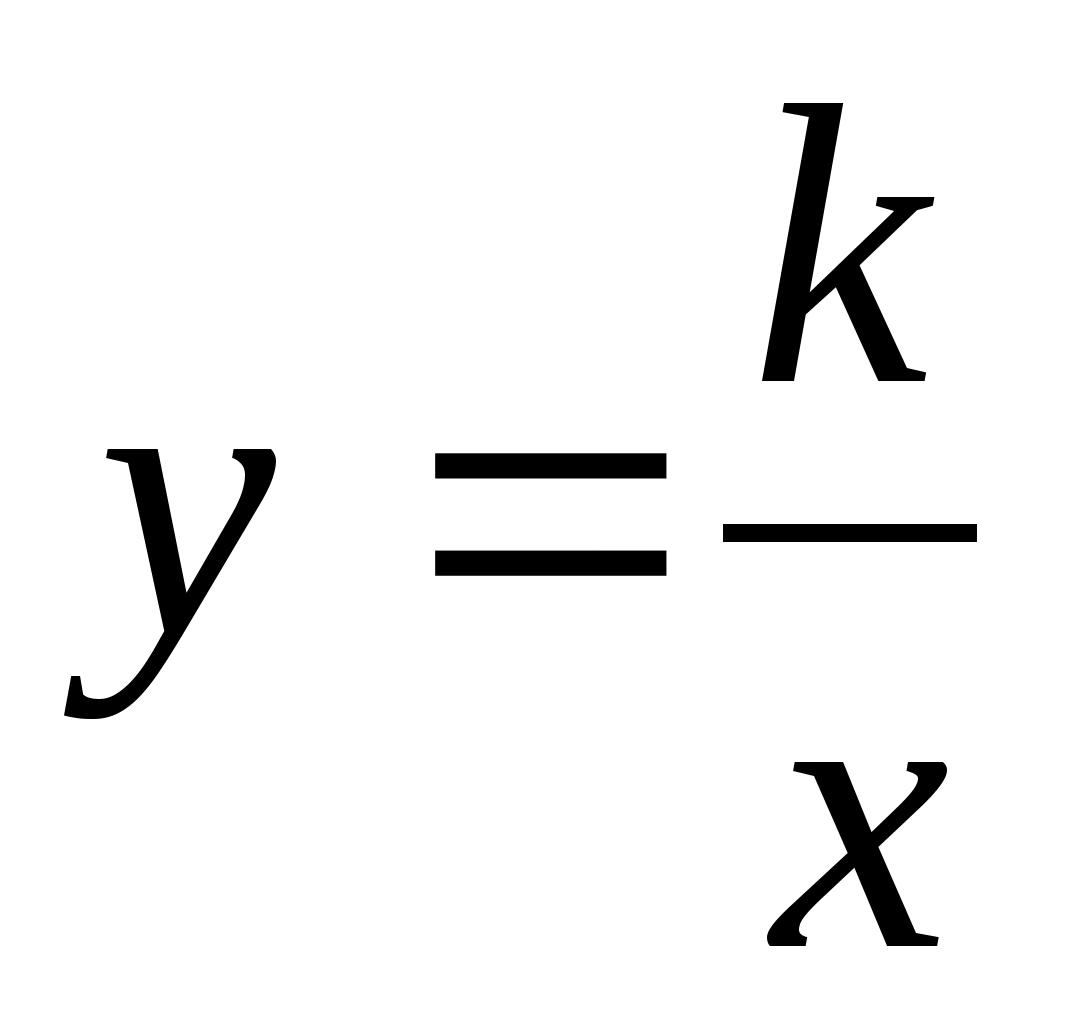 y = k/x